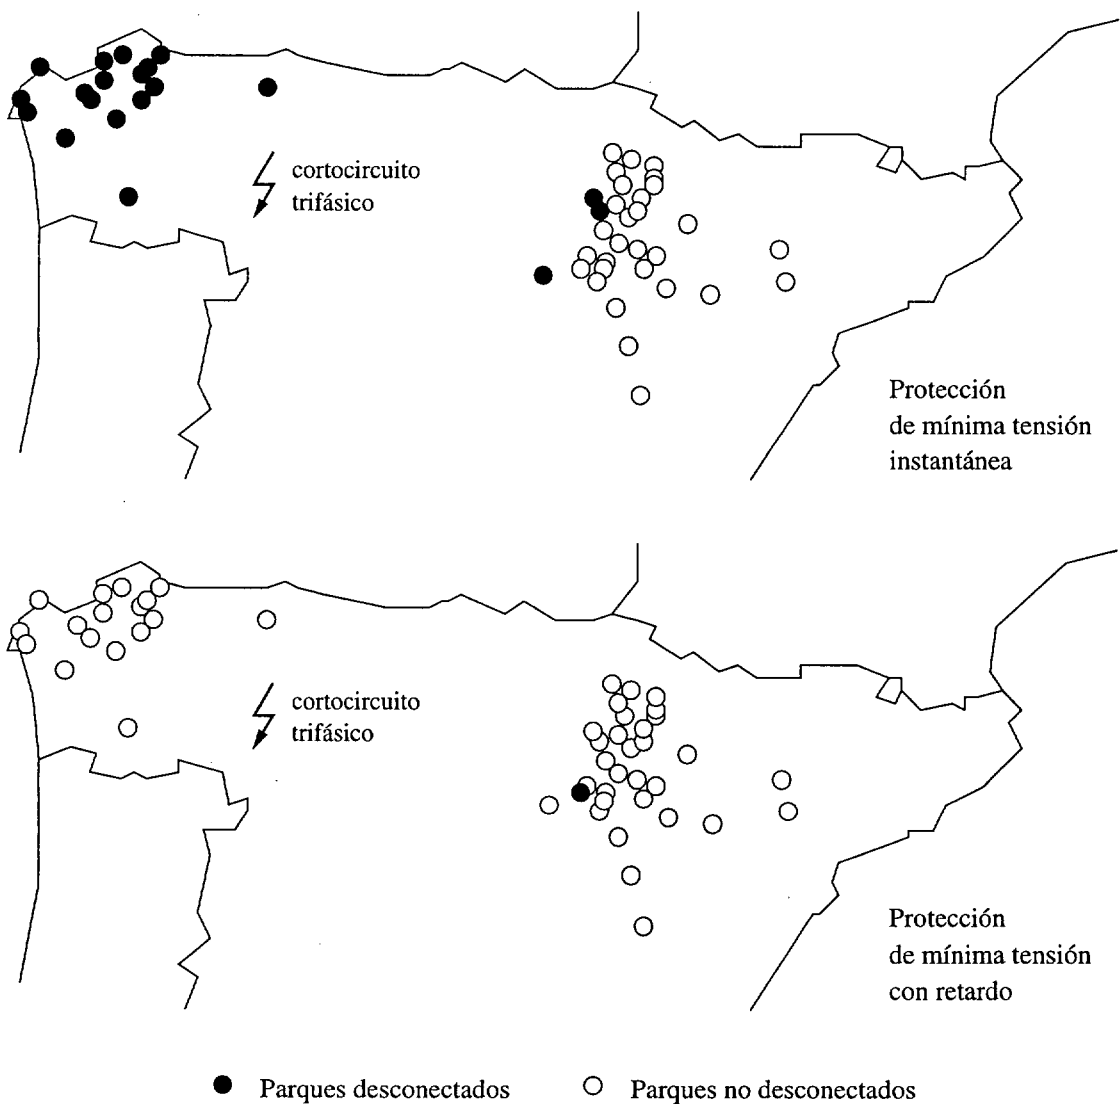 cortocircuito
trifásico
Protección
de mínima tensión
instantánea
cortocircuito
trifásico
Protección
de mínima tensión
con retardo
Parques desconectados
Parques no desconectados